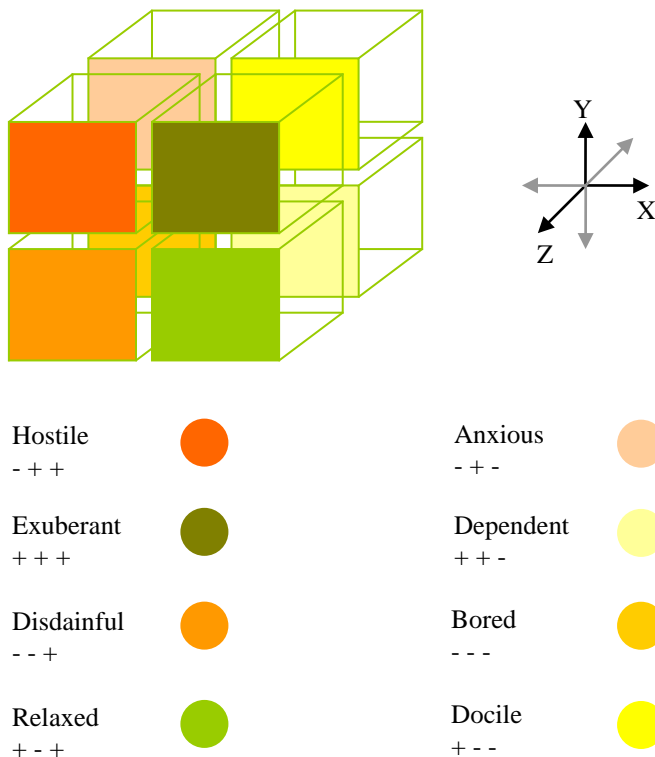 Y
X
Z
Hostile
- + +
Anxious
- + -
Exuberant
+ + +
Dependent
+ + -
Disdainful
- - +
Bored
- - -
Relaxed
+ - +
Docile
+ - -